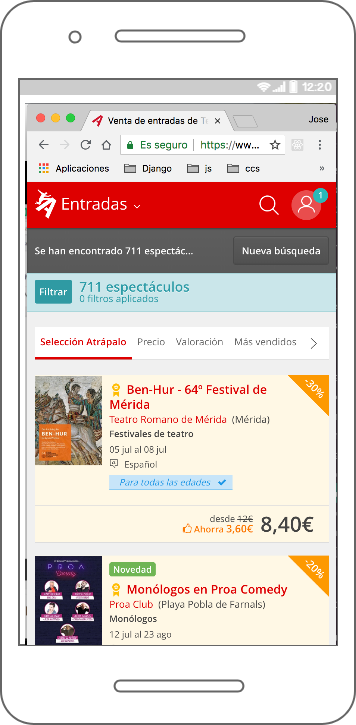 12:20
Venta de entradas de Tr
Jose
Es seguro
https://ww...
Aplicaciones
Django
js
ccs
»
Entradas
1
Se han encontrado 711 espectác...
Nueva búsqueda
Filtrar
711 espectáculos
0 filtros aplicados
Selección Atrápalo
Precio
Valoración
Más vendidos
-30%
Ben-Hur - 64º Festival de
Mérida
Teatro Romano de Mérida (Mérida)
Festivales de teatro
05 jul al 08 jul
Español
Para todas las edades
BEN-HUR
desde 12€
Ahorra 3,60€
8,40€
-20%
Novedad
Monólogos en Proa Comedy
Proa Club (Playa Pobla de Farnals)
Monólogos
12 jul al 23 ago
PROA
Comedy